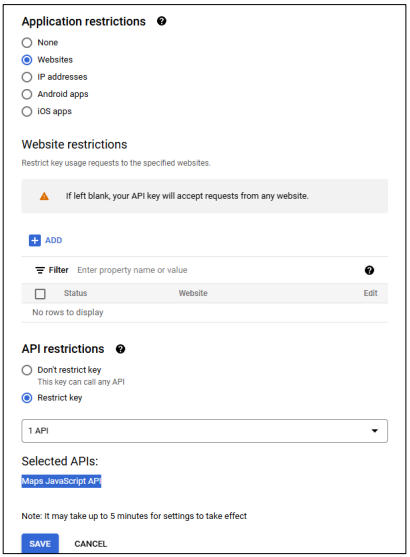 Application restrictions
None
Websites
IP addresses
Android apps
iOS apps
Website restrictions
Restrict key usage requests to the specified websites.
If left blank, your API key will accept requests from any website.
ADD
Filter Enter property name or value
Status Website Edit
No rows to display
API restrictions
Don't restrict key
This key can call any API
Restrict key
1 API
Selected APIs:
Maps JavaScript API
Note: It may take up to 5 minutes for settings to take effect
SAVE CANCEL